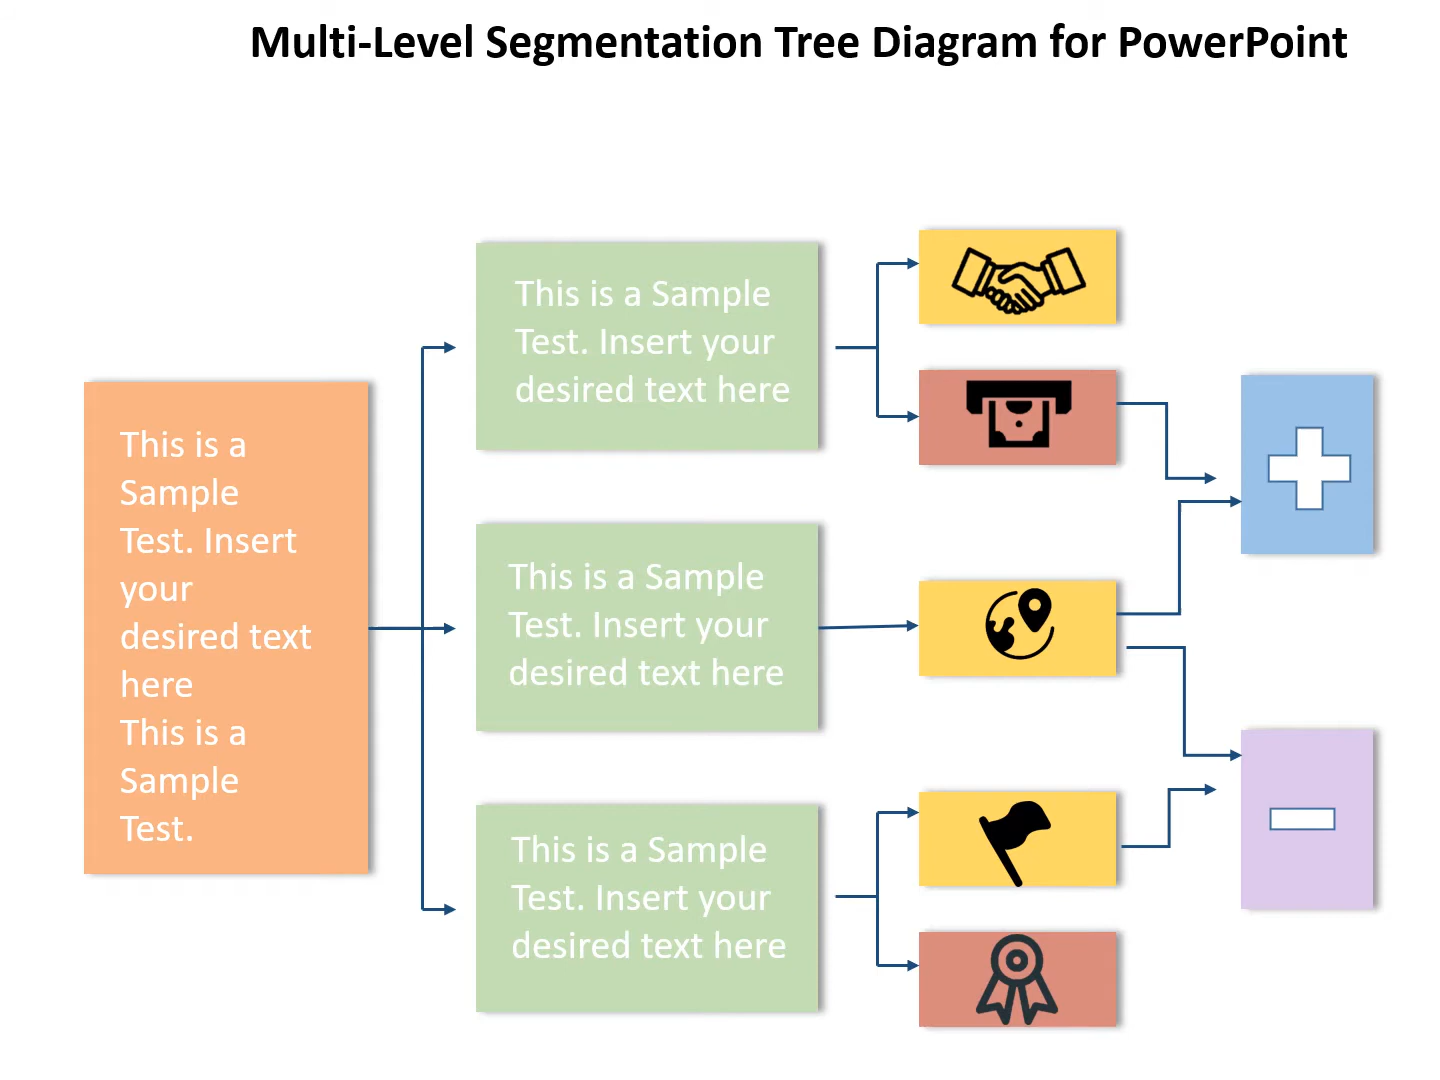 Multi-Level Segmentation Tree Diagram for PowerPoint
This is a
Sample
Test. Insert
your
desired text
here
This is a
Sample
Test.
This is a Sample
Test. Insert your
desired text here
This is a Sample
Test. Insert your
desired text here
This is a Sample
Test. Insert your
desired text here